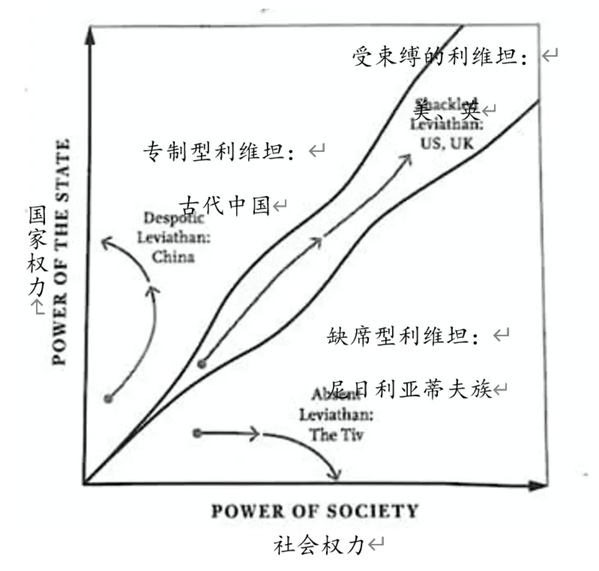 受束缚的利维坦：
美、英
Shackled
Leviathan:
US, UK
专制型利维坦：
古代中国
Despotic
Leviathan:
China
国家权力
POWER OF THE STATE
缺席型利维坦：
尼日利亚蒂夫族
Absent
Leviathan:
The Tiv
POWER OF SOCIETY
社会权力